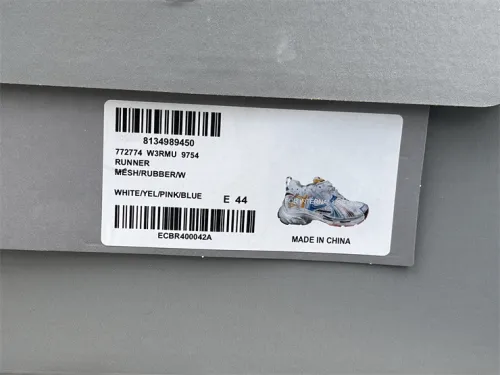 8134989450
772774 W3RMU 9754
RUNNER
MESH/RUBBER/W
WHITE/YEL/PINK/BLUE
E 44
ECBR400042A
MADE IN CHINA